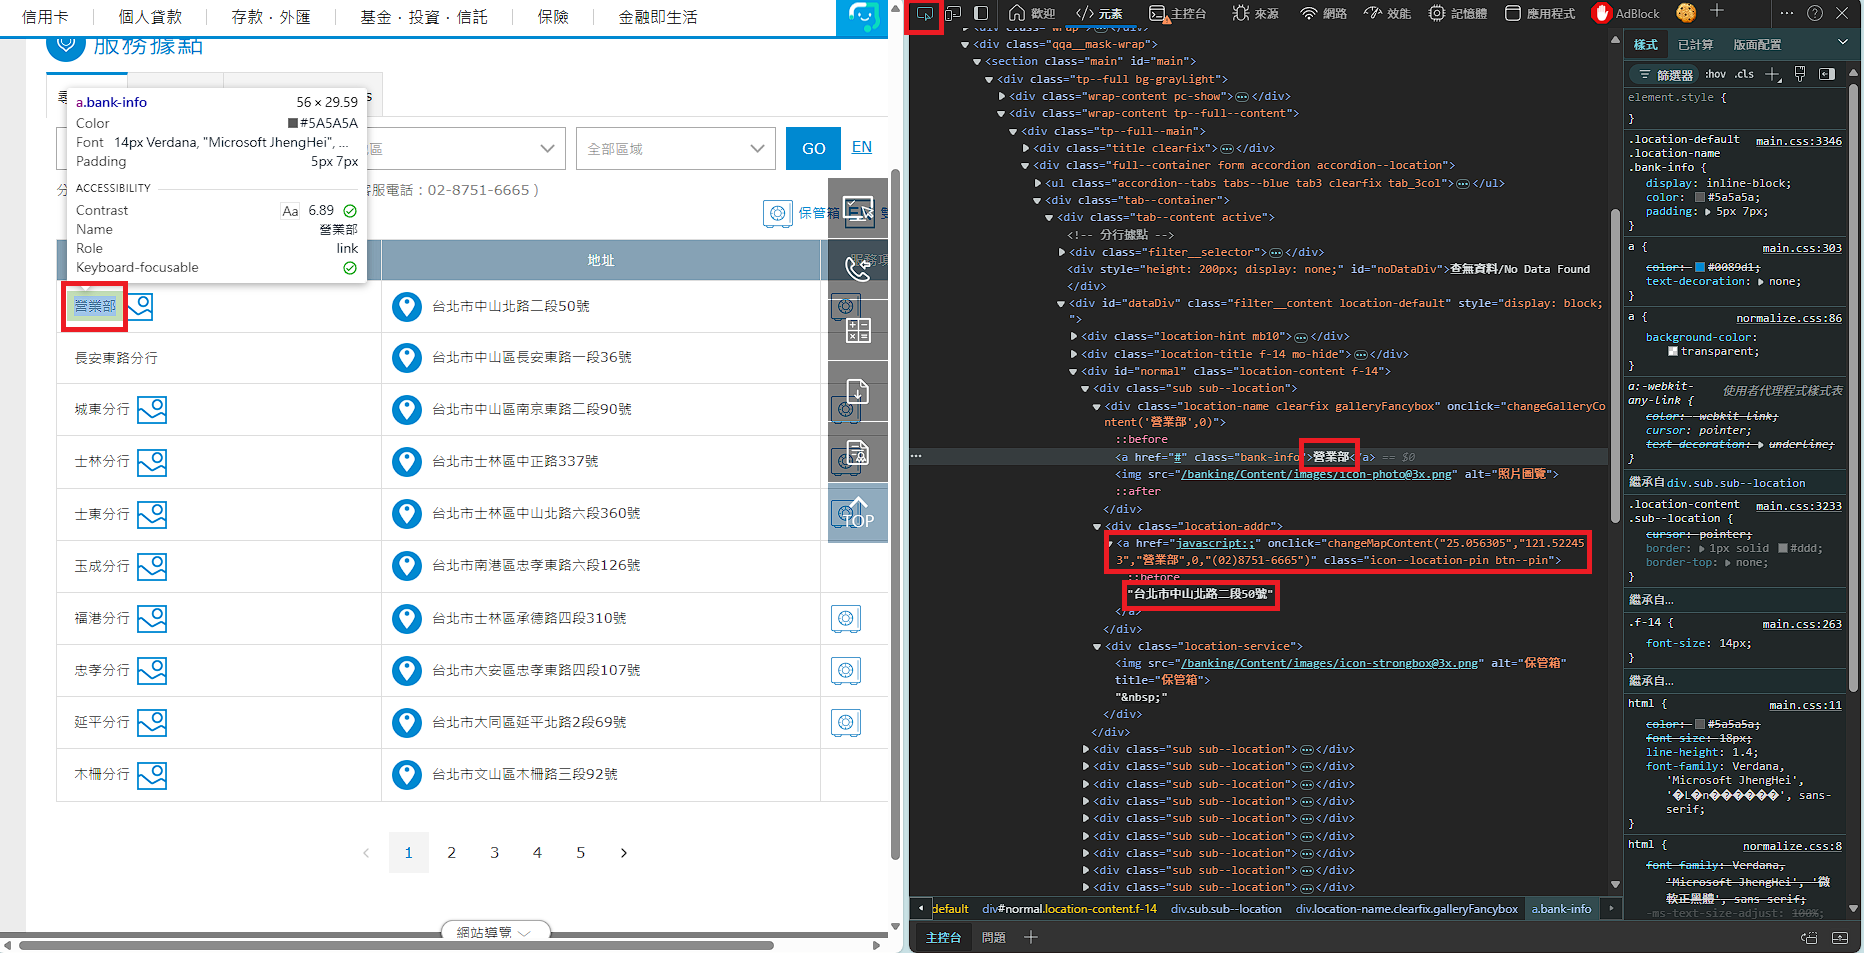 信用卡
個人貸款
存款 · 外匯
基金 · 投資 · 信託
保險
金融即生活
服務據點
a.bank-info 56 × 29.59
Color #5A5A5A
Font 14px Verdana, "Microsoft JhengHei", ...
Padding 5px 7px
ACCESSIBILITY
Contrast Aa 6.89
Name 營業部
Role link
Keyboard-focusable
全部區域
GO
EN
客服電話：02-8751-6665 )
保管箱
地址
營業部
台北市中山北路二段50號
長安東路分行
台北市中山區長安東路一段36號
城東分行
台北市中山區南京東路二段90號
士林分行
台北市士林區中正路337號
士東分行
台北市士林區中山北路六段360號
玉成分行
台北市南港區忠孝東路六段126號
福港分行
台北市士林區承德路四段310號
忠孝分行
台北市大安區忠孝東路四段107號
延平分行
台北市大同區延平北路2段69號
木柵分行
台北市文山區木柵路三段92號
TOP
1 2 3 4 5
網站導覽
歡迎
元素
主控台
來源
網路
效能
記憶體
應用程式
AdBlock
<div class="qqa__mask-wrap">
<section class="main" id="main">
<div class="tp--full bg-grayLight">
<div class="wrap-content pc-show">…</div>
<div class="wrap-content tp--full--content">
<div class="tp--full--main">
<div class="title clearfix">…</div>
<div class="full--container form accordion accordion--location">
<ul class="accordion--tabs tabs--blue tab3 clearfix tab_3col">…</ul>
<div class="tab--container">
<div class="tab--content active">
<!-- 分行據點 -->
<div class="filter__selector">…</div>
<div style="height: 200px; display: none;" id="noDataDiv">查無資料/No Data Found
</div>
<div id="dataDiv" class="filter__content location-default" style="display: block;
">
<div class="location-hint mb10">…</div>
<div class="location-title f-14 mo-hide">…</div>
<div id="normal" class="location-content f-14">
<div class="sub sub--location">
<div class="location-name clearfix galleryFancybox" onclick="changeGalleryCo
ntent('營業部',0)">
::before
<a href="#" class="bank-info">營業部</a> == $0
<img src="/banking/Content/images/icon-photo@3x.png" alt="照片圖覽">
::after
</div>
<div class="location-addr">
<a href="javascript:;" onclick="changeMapContent("25.056305","121.52245
3","營業部",0,"(02)8751-6665")" class="icon--location-pin btn--pin">
::before
"台北市中山北路二段50號"
</a>
</div>
<div class="location-service">
<img src="/banking/Content/images/icon-strongbox@3x.png" alt="保管箱"
title="保管箱">
"&nbsp;"
</div>
</div>
<div class="sub sub--location">…</div>
<div class="sub sub--location">…</div>
<div class="sub sub--location">…</div>
<div class="sub sub--location">…</div>
<div class="sub sub--location">…</div>
<div class="sub sub--location">…</div>
<div class="sub sub--location">…</div>
<div class="sub sub--location">…</div>
<div class="sub sub--location">…</div>
default div#normal.location-content.f-14 div.sub.sub--location div.location-name.clearfix.galleryFancybox a.bank-info
主控台 問題
樣式 已計算 版面配置
篩選器 :hov .cls
element.style {
}
.location-default main.css:3346
.location-name
.bank-info {
display: inline-block;
color: #5a5a5a;
padding: 5px 7px;
}
a { main.css:303
color: #0089d1;
text-decoration: none;
}
a { normalize.css:86
background-color:
transparent;
}
a:-webkit- 使用者代理程式樣式表
any-link {
color: -webkit-link;
cursor: pointer;
text-decoration: underline;
}
繼承自 div.sub.sub--location
.location-content main.css:3233
.sub--location {
cursor: pointer;
border: 1px solid #ddd;
border-top: none;
}
繼承自...
.f-14 { main.css:263
font-size: 14px;
}
繼承自...
html { main.css:11
color: #5a5a5a;
font-size: 18px;
line-height: 1.4;
font-family: Verdana,
'Microsoft JhengHei',
'�L�n������', sans-
serif;
}
html { normalize.css:8
font-family: Verdana,
'Microsoft JhengHei', '微
軟正黑體', sans-serif;
-ms-text-size-adjust: 100%;